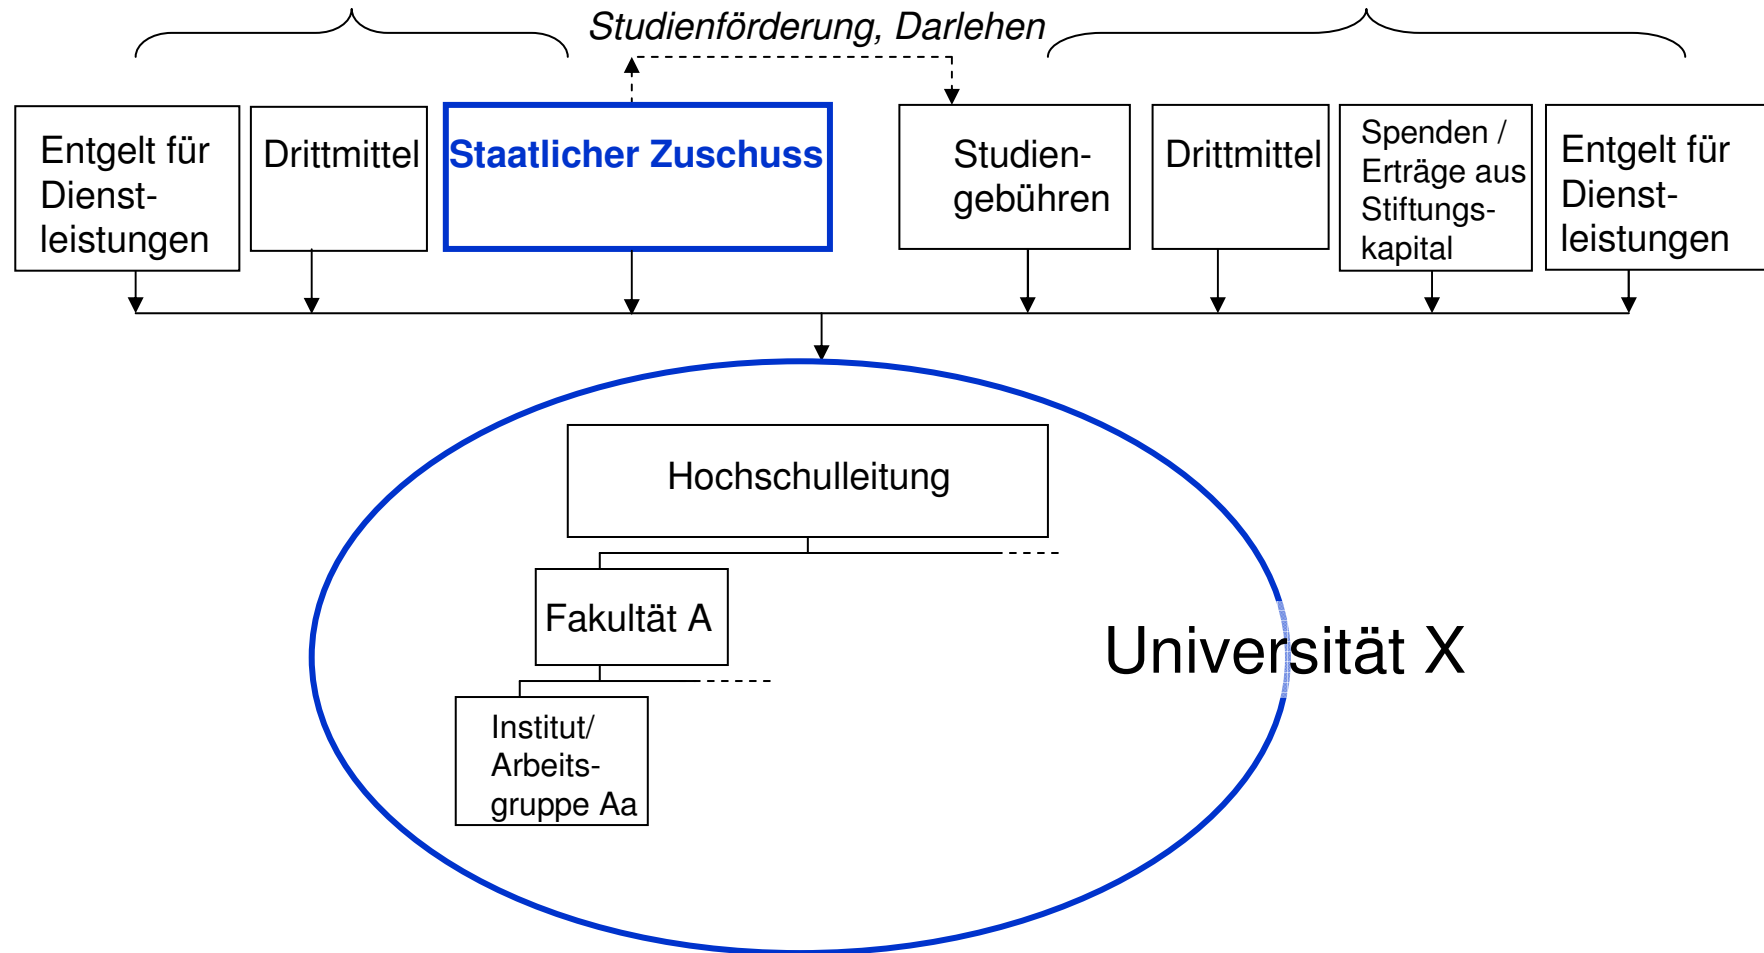 Studienförderung, Darlehen
Entgelt für
Dienst-
leistungen
Drittmittel
Staatlicher Zuschuss
Studien-
gebühren
Drittmittel
Spenden /
Erträge aus
Stiftungs-
kapital
Entgelt für
Dienst-
leistungen
Hochschulleitung
Fakultät A
Universität X
Institut/
Arbeits-
gruppe Aa